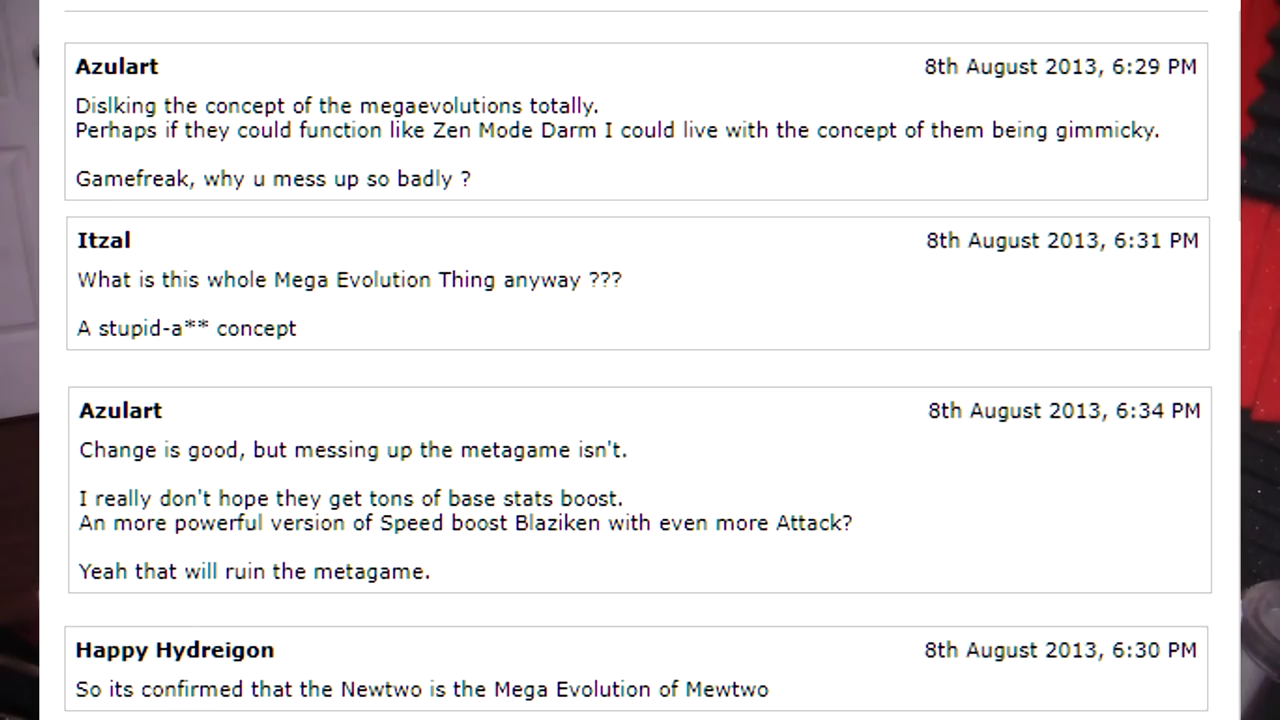 Azulart
8th August 2013, 6:29 PM
Dislking the concept of the megaevolutions totally.
Perhaps if they could function like Zen Mode Darm I could live with the concept of them being gimmicky.
Gamefreak, why u mess up so badly ?
Itzal
8th August 2013, 6:31 PM
What is this whole Mega Evolution Thing anyway ???
A stupid-a** concept
Azulart
8th August 2013, 6:34 PM
Change is good, but messing up the metagame isn't.
I really don't hope they get tons of base stats boost.
An more powerful version of Speed boost Blaziken with even more Attack?
Yeah that will ruin the metagame.
Happy Hydreigon
8th August 2013, 6:30 PM
So its confirmed that the Newtwo is the Mega Evolution of Mewtwo